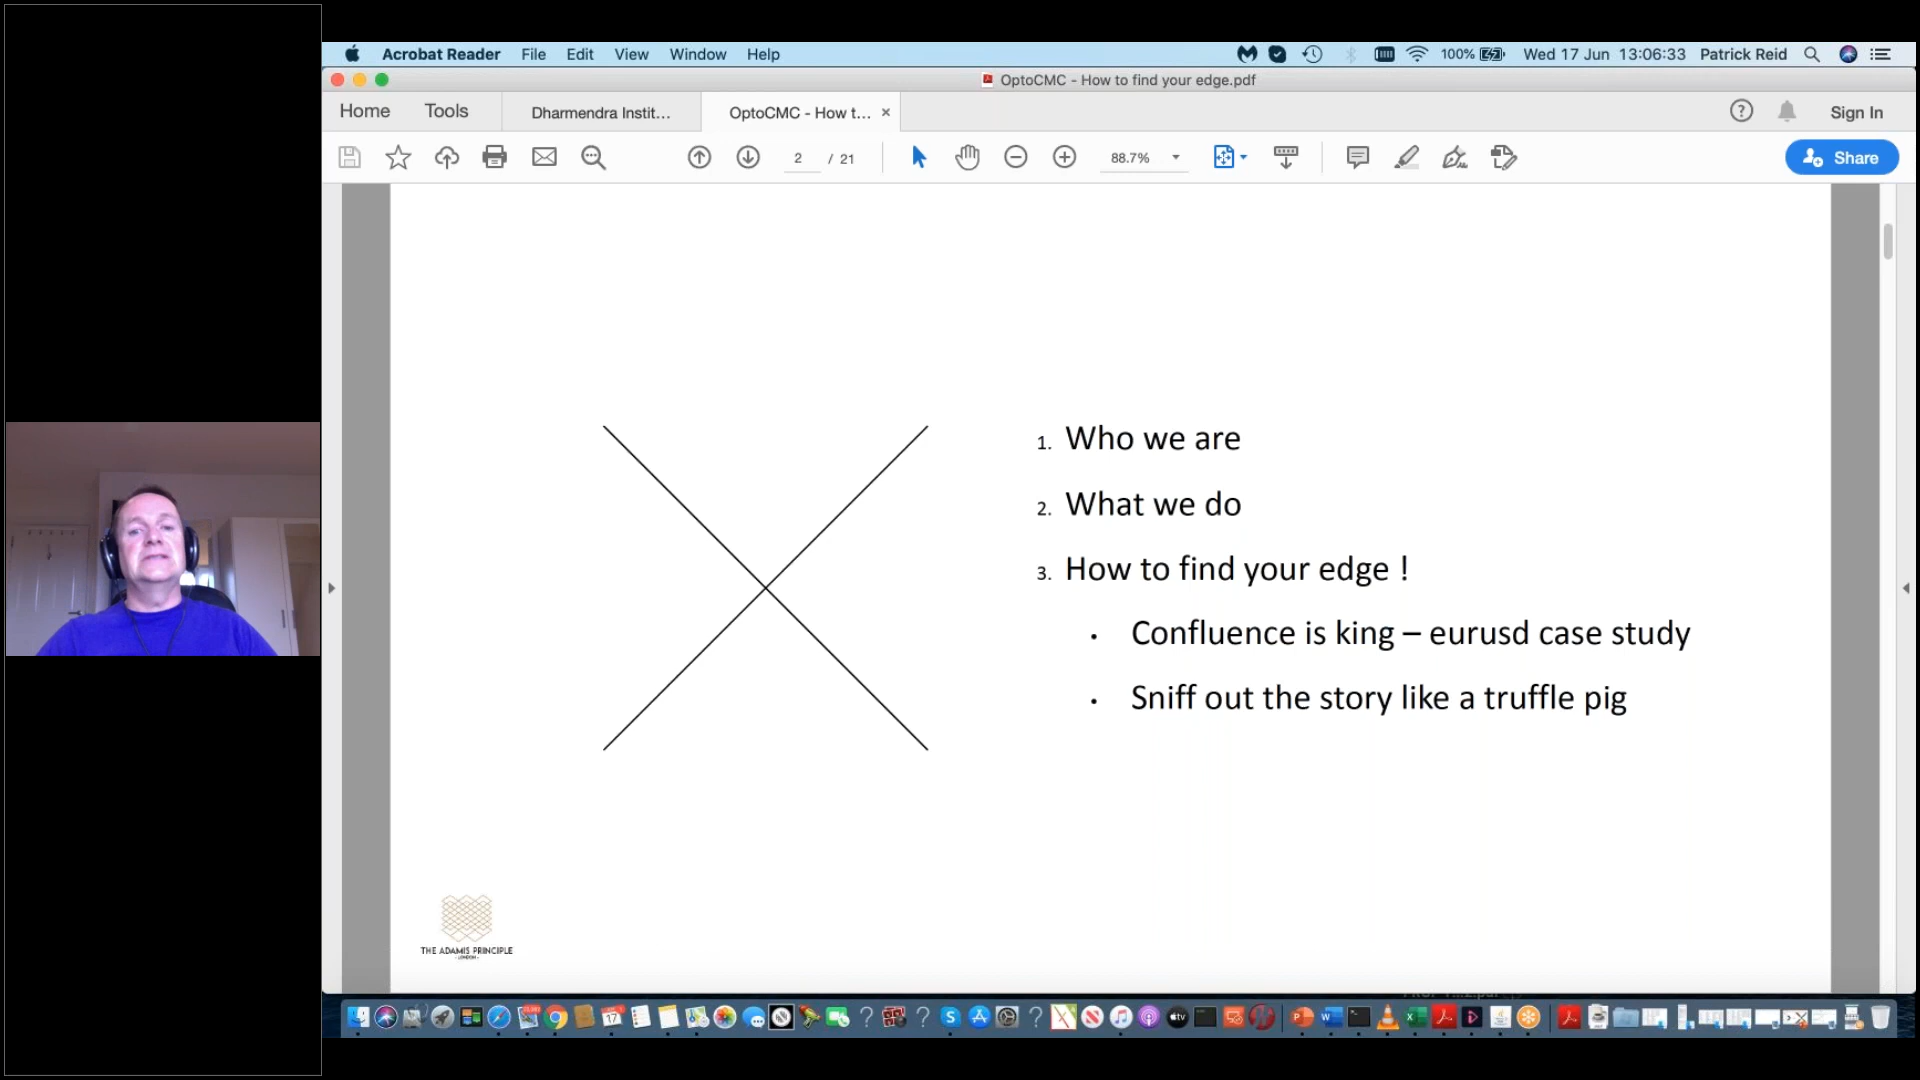 Acrobat Reader File Edit View Window Help 100% Wed 17 Jun 13:06:33 Patrick Reid
OptoCMC - How to find your edge.pdf
Home Tools Dharmendra Instit... OptoCMC - How t... × Sign In
2 / 21 88.7% Share
1. Who we are
2. What we do
3. How to find your edge !
• Confluence is king – eurusd case study
• Sniff out the story like a truffle pig
THE ADAMIS PRINCIPLE
- LONDON -
17
tv